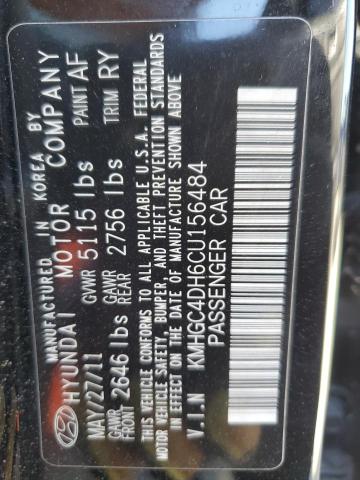 MANUFACTURED IN KOREA BY
HYUNDAI MOTOR COMPANY
MAY/27/11 GVWR 5115 lbs PAINT AF
GAWR FRONT 2646 lbs GAWR REAR 2756 lbs TRIM RY
THIS VEHICLE CONFORMS TO ALL APPLICABLE U.S.A. FEDERAL
MOTOR VEHICLE SAFETY, BUMPER, AND THEFT PREVENTION STANDARDS
IN EFFECT ON THE DATE OF MANUFACTURE SHOWN ABOVE
V.I.N KMHGC4DH6CU156484
PASSENGER CAR